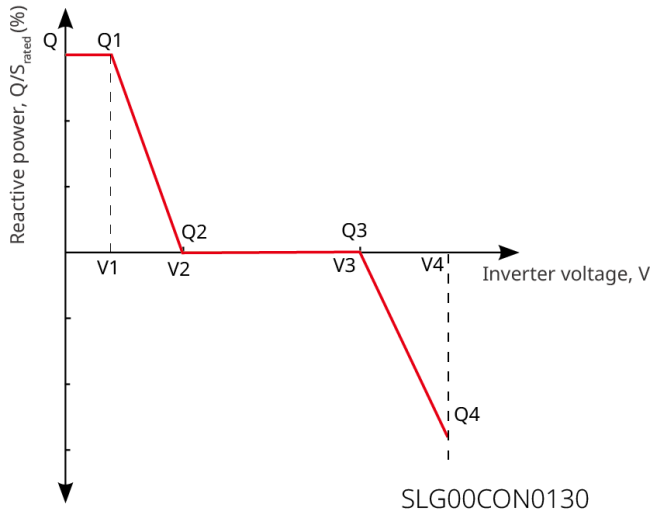 Reactive power, Q/Srated (%)
Q
Q1
Q2
Q3
V1
V2
V3
V4
Inverter voltage, V
Q4
SLG00CON0130